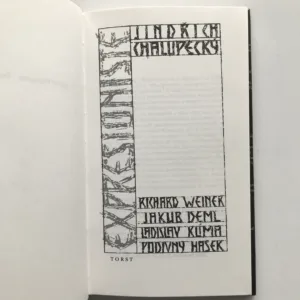 JINDŘICH
CHALUPECKÝ
EXPRESIONISTÉ
RICHARD WEINER
JAKUB DEML
LADISLAV KLÍMA
PODIVNÝ HAŠEK
TORST